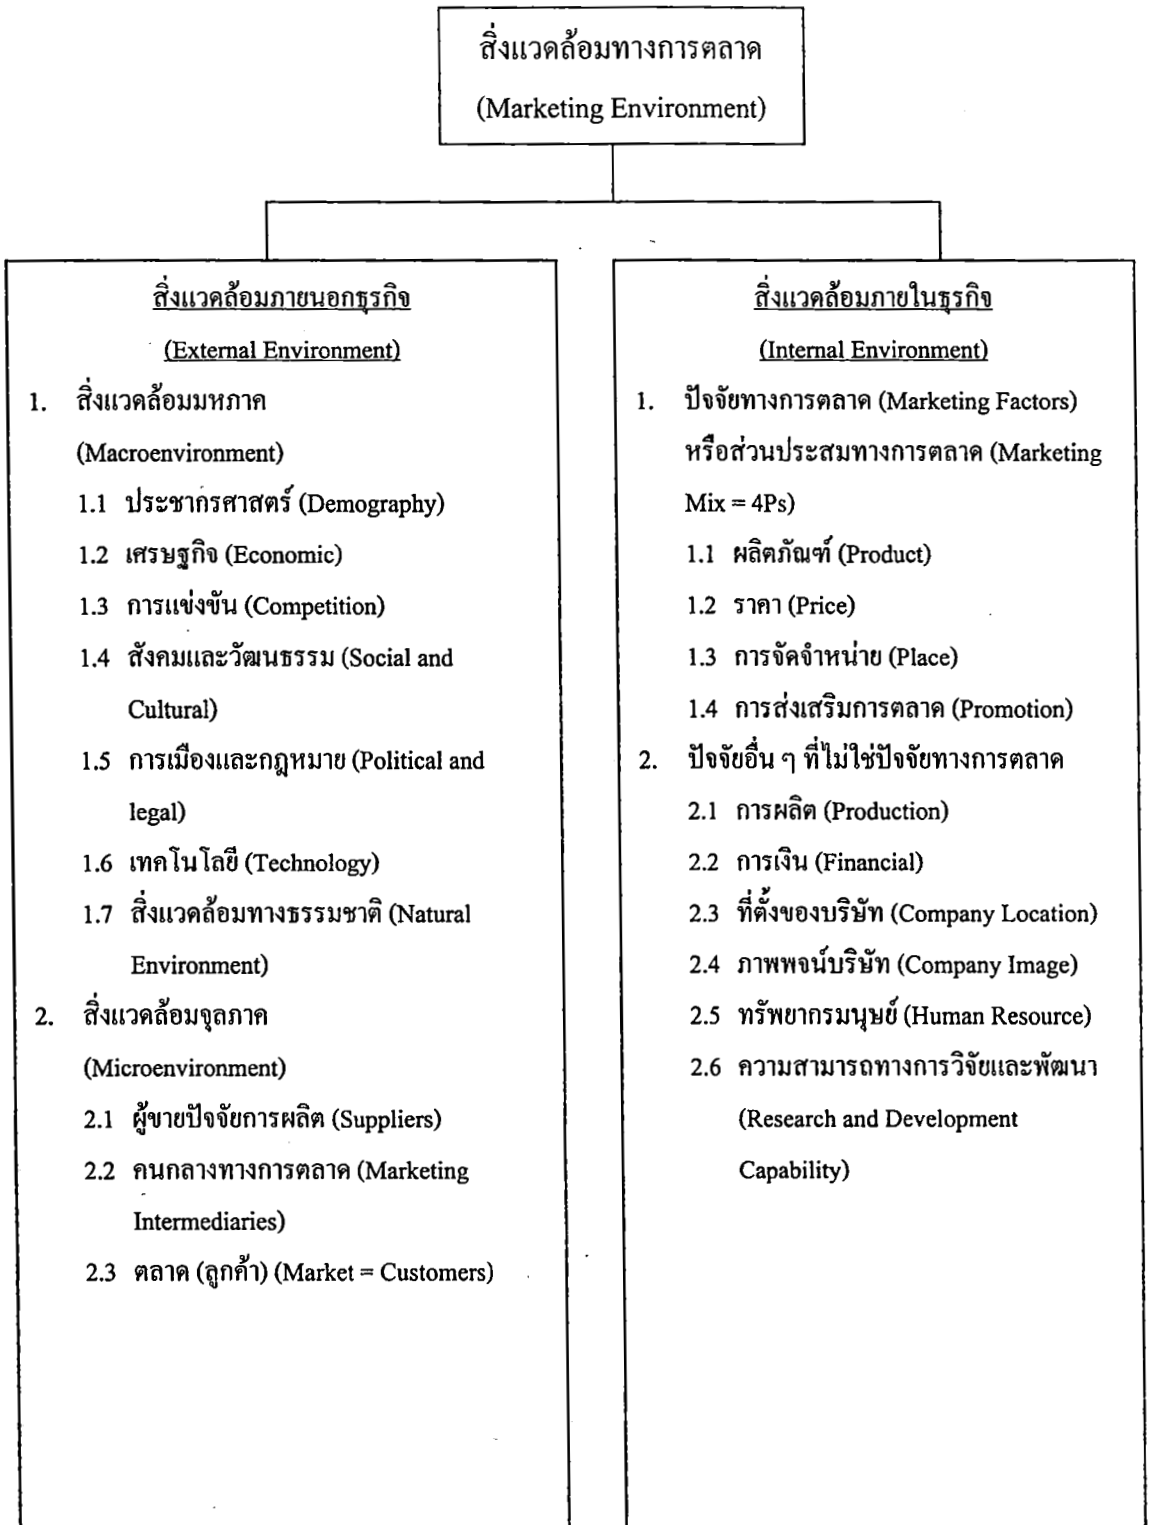 สิ่งแวดล้อมทางการตลาด
(Marketing Environment)
สิ่งแวดล้อมภายนอกธุรกิจ
(External Environment)
1. สิ่งแวดล้อมมหภาค
(Macroenvironment)
1.1 ประชากรศาสตร์ (Demography)
1.2 เศรษฐกิจ (Economic)
1.3 การแข่งขัน (Competition)
1.4 สังคมและวัฒนธรรม (Social and
Cultural)
1.5 การเมืองและกฎหมาย (Political and
legal)
1.6 เทคโนโลยี (Technology)
1.7 สิ่งแวดล้อมทางธรรมชาติ (Natural
Environment)
2. สิ่งแวดล้อมจุลภาค
(Microenvironment)
2.1 ผู้ขายปัจจัยการผลิต (Suppliers)
2.2 คนกลางทางการตลาด (Marketing
Intermediaries)
2.3 ตลาด (ลูกค้า) (Market = Customers)
สิ่งแวดล้อมภายในธุรกิจ
(Internal Environment)
1. ปัจจัยทางการตลาด (Marketing Factors)
หรือส่วนประสมทางการตลาด (Marketing
Mix = 4Ps)
1.1 ผลิตภัณฑ์ (Product)
1.2 ราคา (Price)
1.3 การจัดจำหน่าย (Place)
1.4 การส่งเสริมการตลาด (Promotion)
2. ปัจจัยอื่น ๆ ที่ไม่ใช่ปัจจัยทางการตลาด
2.1 การผลิต (Production)
2.2 การเงิน (Financial)
2.3 ที่ตั้งของบริษัท (Company Location)
2.4 ภาพพจน์บริษัท (Company Image)
2.5 ทรัพยากรมนุษย์ (Human Resource)
2.6 ความสามารถทางการวิจัยและพัฒนา
(Research and Development
Capability)